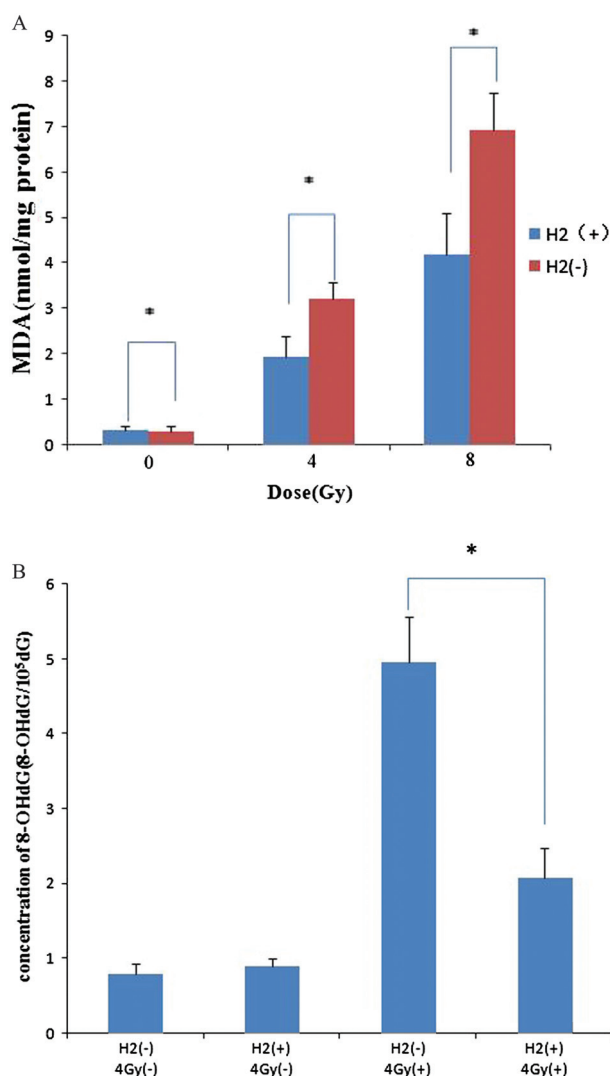 A
MDA(nmol/mg protein)
9
8
7
6
5
4
3
2
1
0
*
*
*
H2 (+)
H2(-)
0 4 8
Dose(Gy)
B
concentration of 8-OHdG(8-OHdG/10⁵dG)
6
5
4
3
2
1
0
*
H2(-) H2(+) H2(-) H2(+)
4Gy(-) 4Gy(-) 4Gy(+) 4Gy(+)